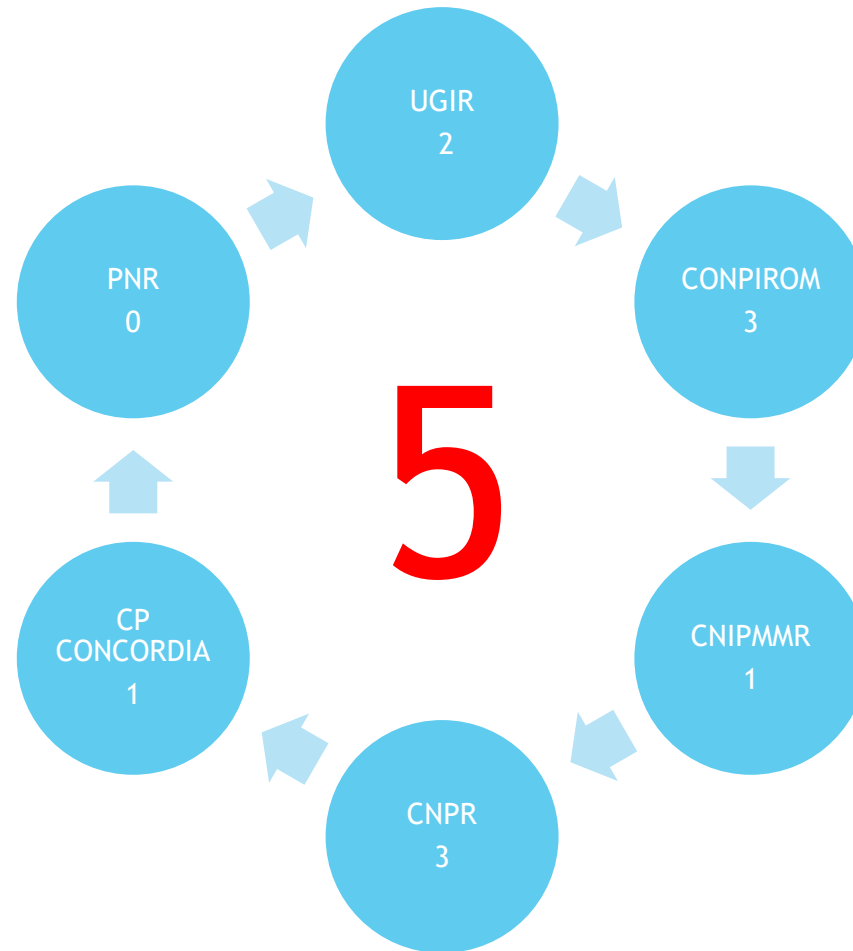 UGIR
2
CONPIROM
3
CNIPMMR
1
CNPR
3
CP
CONCORDIA
1
PNR
0
5